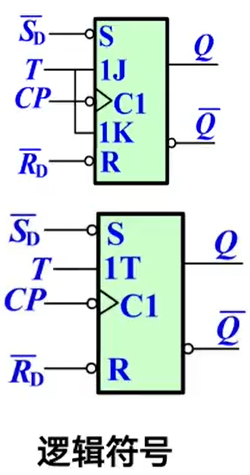 S̅D S Q
T 1J
CP C1
1K Q̅
R̅D R
S̅D S Q
T 1T
CP C1 Q̅
R̅D R
逻辑符号